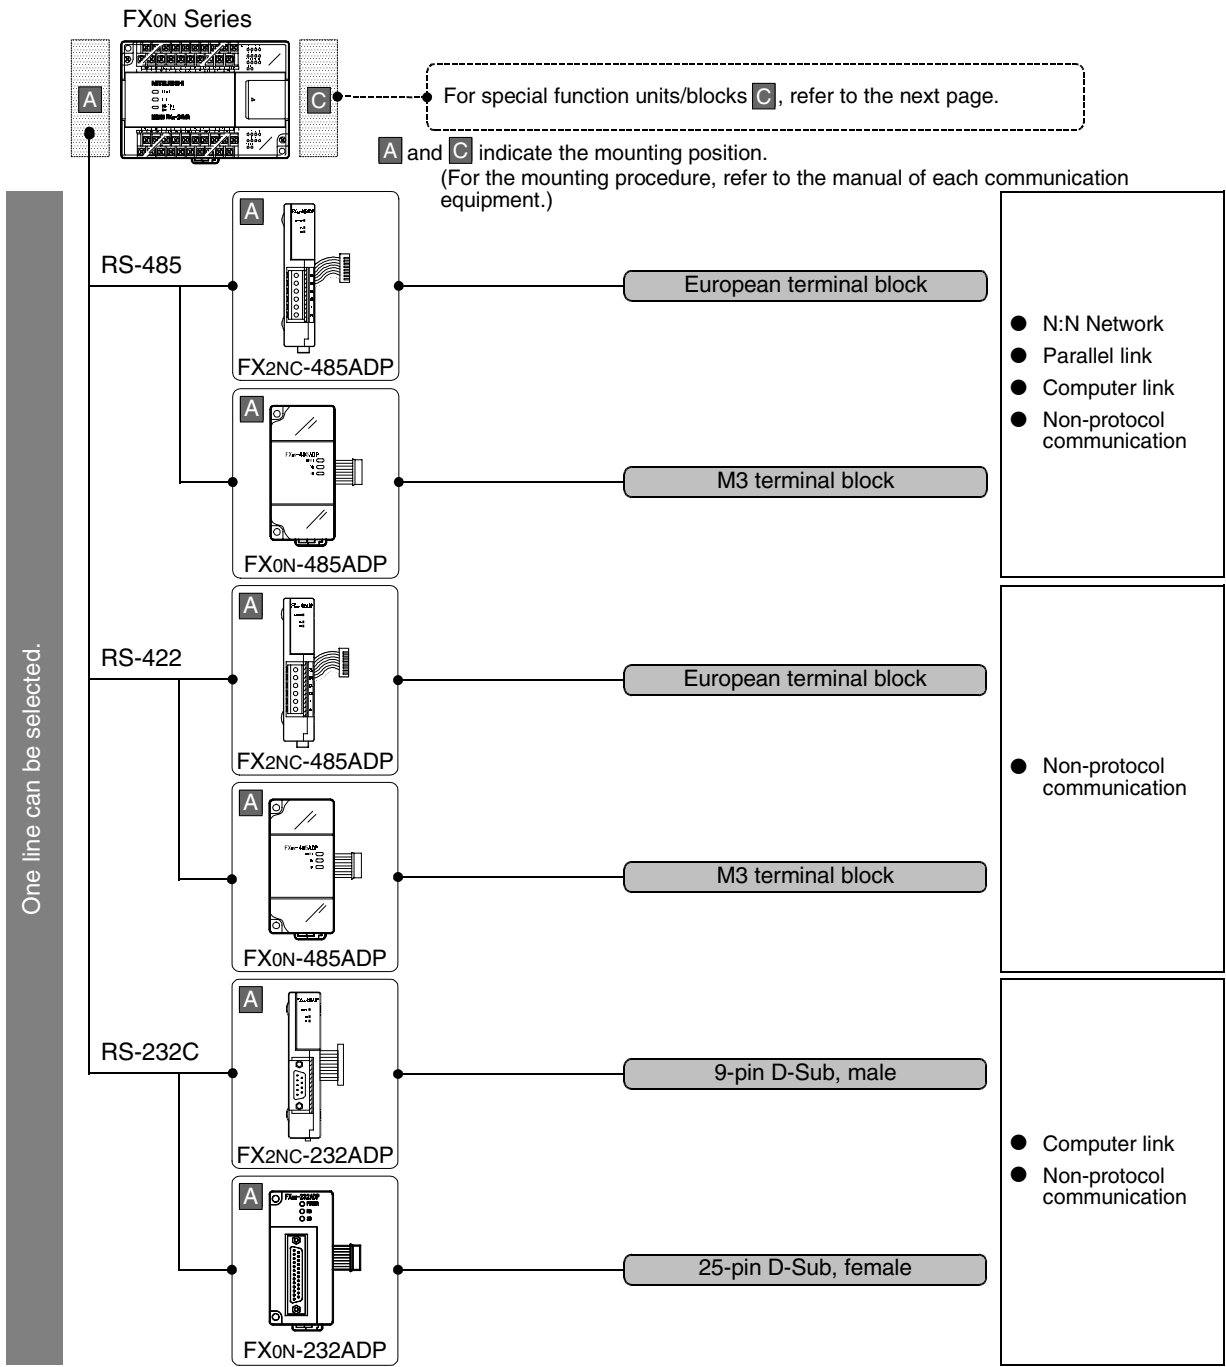 FX0N Series
A
MITSUBISHI
C
For special function units/blocks C, refer to the next page.
A and C indicate the mounting position.
(For the mounting procedure, refer to the manual of each communication
equipment.)
One line can be selected.
RS-485
A
FX2NC-485ADP
European terminal block
A
FX0N-485ADP
M3 terminal block
● N:N Network
● Parallel link
● Computer link
● Non-protocol
communication
RS-422
A
FX2NC-485ADP
European terminal block
A
FX0N-485ADP
M3 terminal block
● Non-protocol
communication
RS-232C
A
FX2NC-232ADP
9-pin D-Sub, male
A
FX0N-232ADP
25-pin D-Sub, female
● Computer link
● Non-protocol
communication